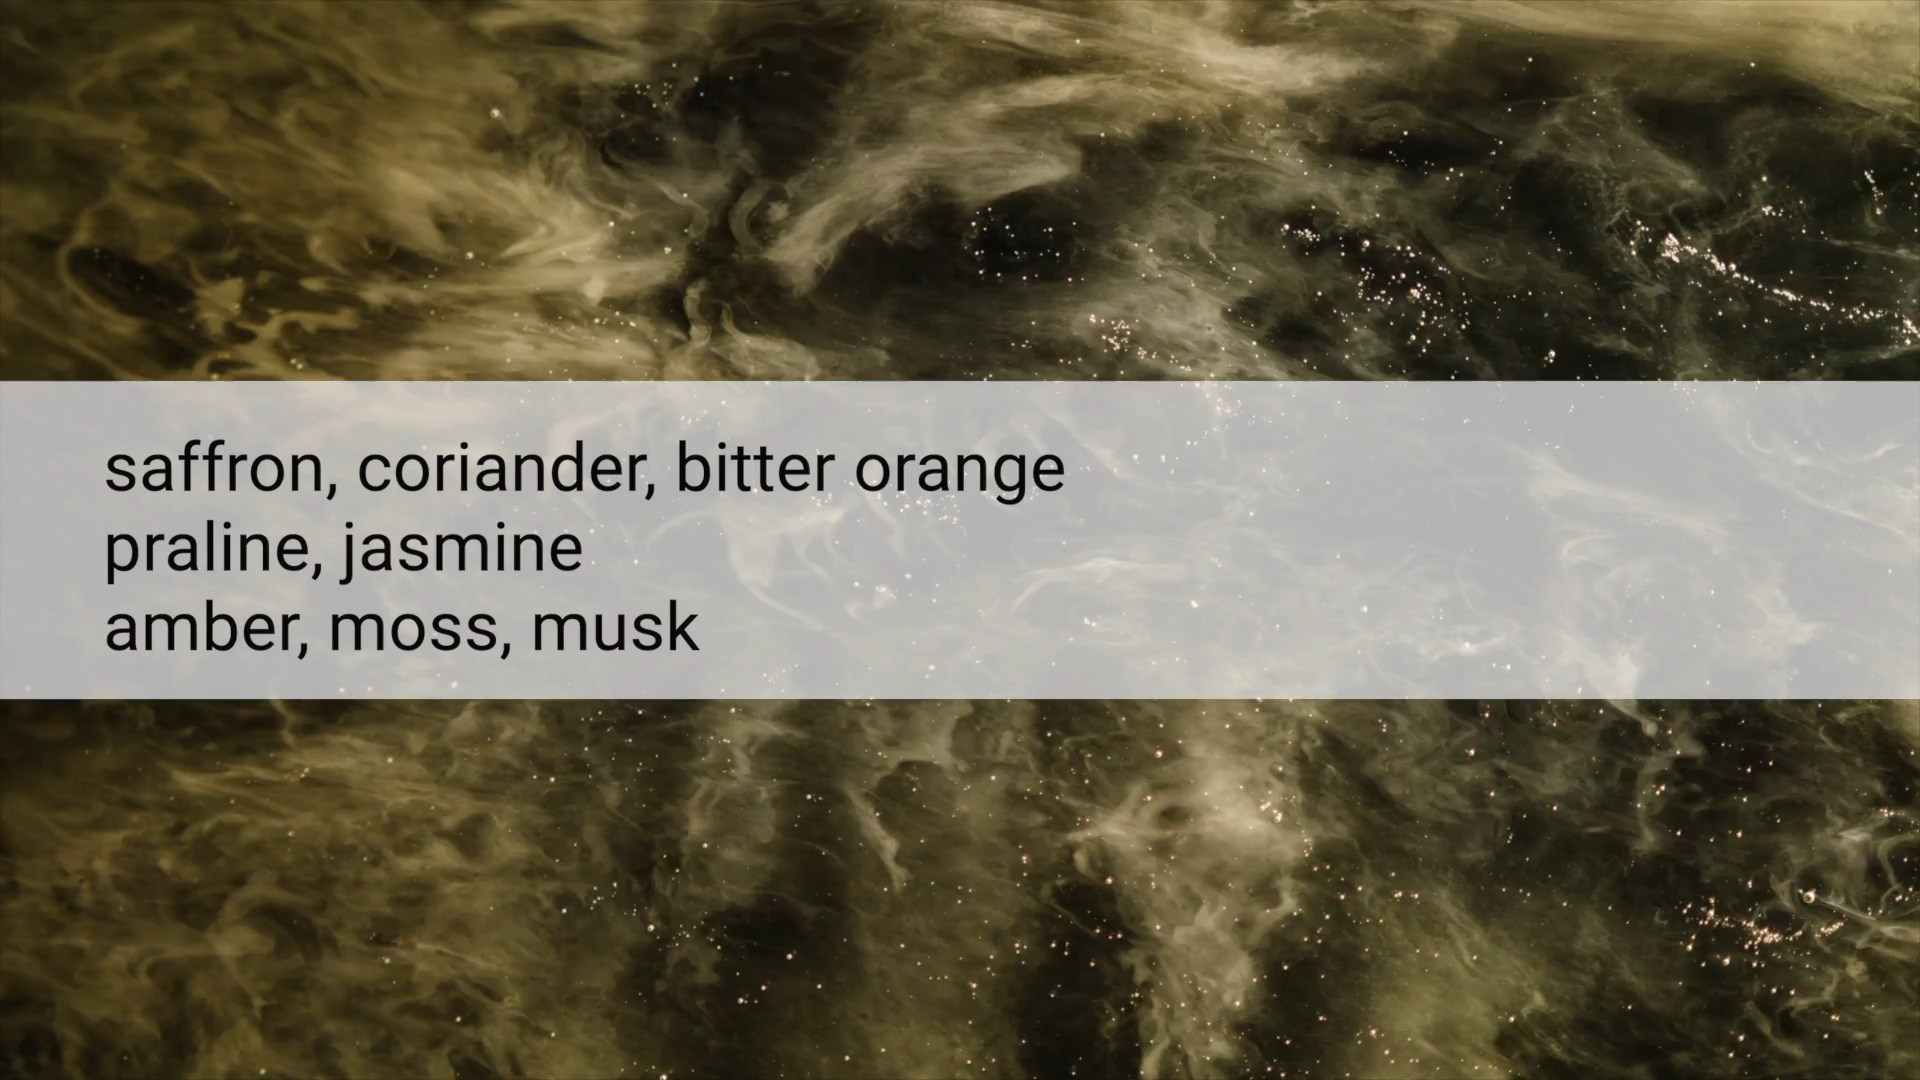 saffron, coriander, bitter orange
praline, jasmine
amber, moss, musk